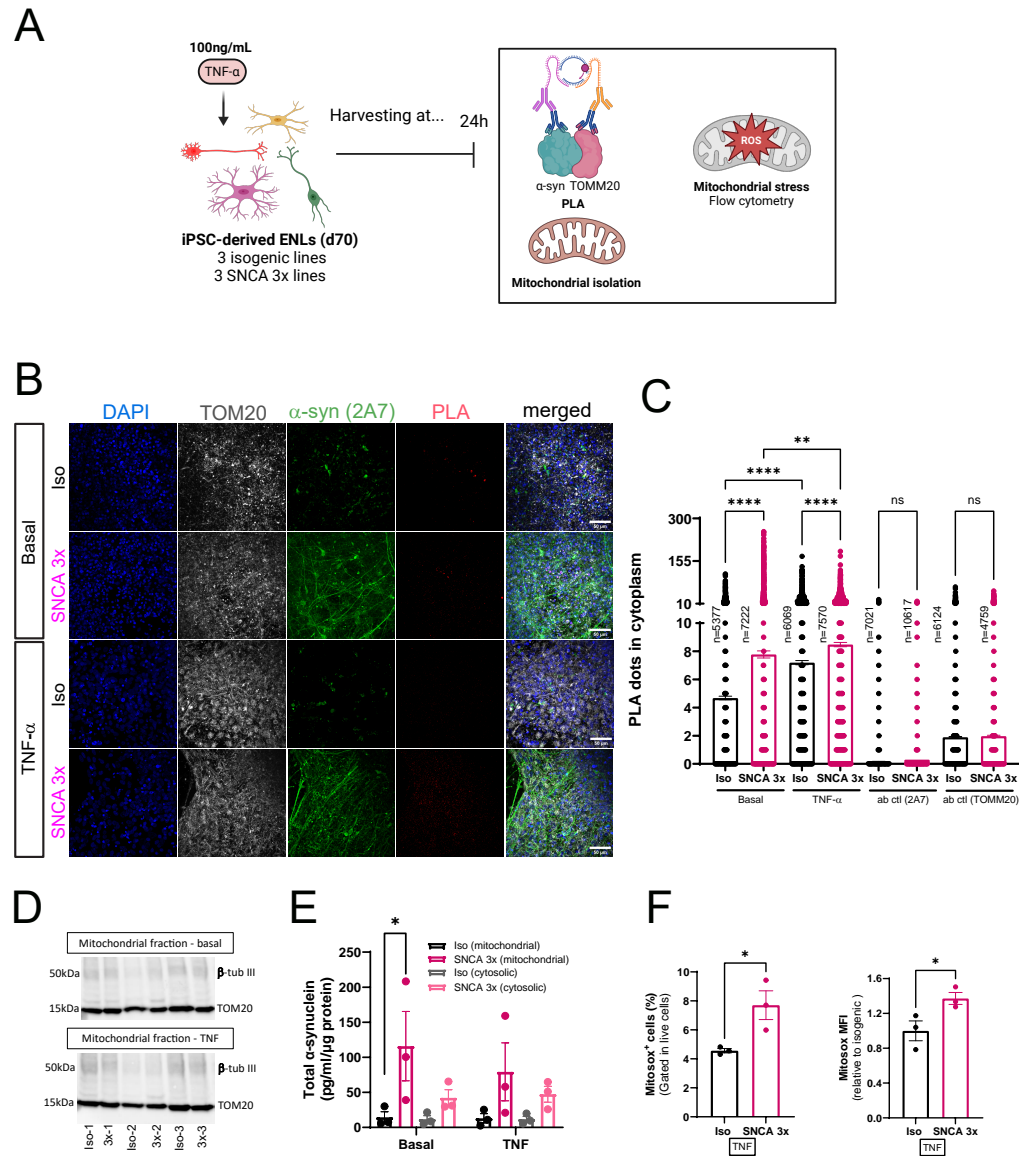 A
100ng/mL
TNF-α
Harvesting at...
24h
iPSC-derived ENLs (d70)
3 isogenic lines
3 SNCA 3x lines
α-syn TOMM20
PLA
Mitochondrial isolation
ROS
Mitochondrial stress
Flow cytometry
B
DAPI TOM20 α-syn (2A7) PLA merged
Basal
Iso
SNCA 3x
TNF-α
Iso
SNCA 3x
50 µm
50 µm
50 µm
50 µm
C
PLA dots in cytoplasm
300
155
10
10
8
6
4
2
0
**
****
****
****
ns
ns
n=5377
n=7222
n=6069
n=7570
n=7021
n=10617
n=6124
n=4759
Iso SNCA 3x Iso SNCA 3x Iso SNCA 3x Iso SNCA 3x
Basal TNF-α ab ctl (2A7) ab ctl (TOMM20)
D
Mitochondrial fraction - basal
50kDa β-tub III
15kDa TOM20
Mitochondrial fraction - TNF
50kDa β-tub III
15kDa TOM20
Iso-1 3x-1 Iso-2 3x-2 Iso-3 3x-3
E
Total α-synuclein
(pg/ml/µg protein)
250
200
150
100
50
0
*
Iso (mitochondrial)
SNCA 3x (mitochondrial)
Iso (cytosolic)
SNCA 3x (cytosolic)
Basal TNF
F
Mitosox⁺ cells (%)
(Gated in live cells)
10
8
6
4
2
0
*
Iso SNCA 3x
TNF
Mitosox MFI
(relative to isogenic)
1.6
1.2
0.8
0.4
0.0
*
Iso SNCA 3x
TNF